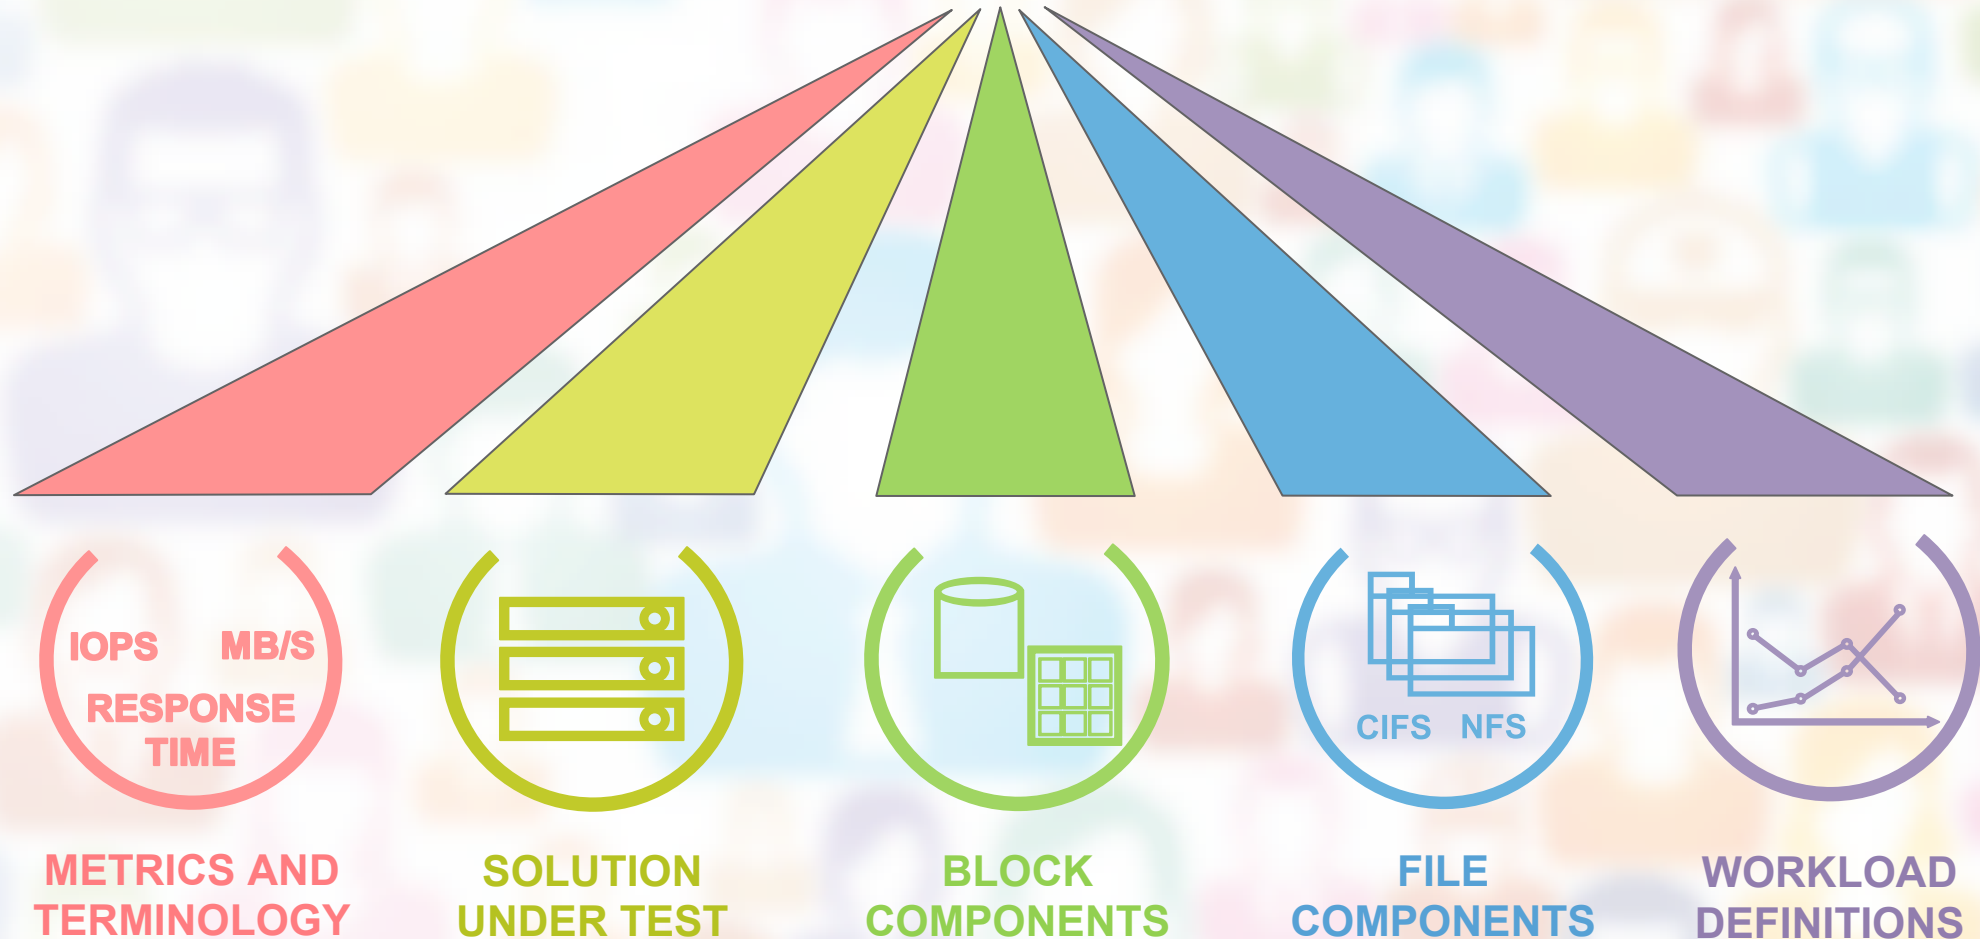 IOPS MB/S
RESPONSE
TIME
CIFS NFS
METRICS AND
TERMINOLOGY
SOLUTION
UNDER TEST
BLOCK
COMPONENTS
FILE
COMPONENTS
WORKLOAD
DEFINITIONS